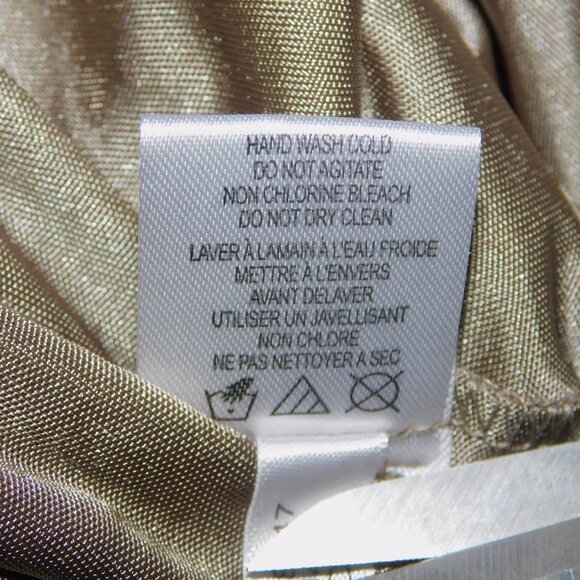 HAND WASH COLD
DO NOT AGITATE
NON CHLORINE BLEACH
DO NOT DRY CLEAN
LAVER À LAMAIN À L'EAU FROIDE
METTRE À L'ENVERS
AVANT DELAVER
UTILISER UN JAVELLISANT
NON CHLORE
NE PAS NETTOYER A SEC
17